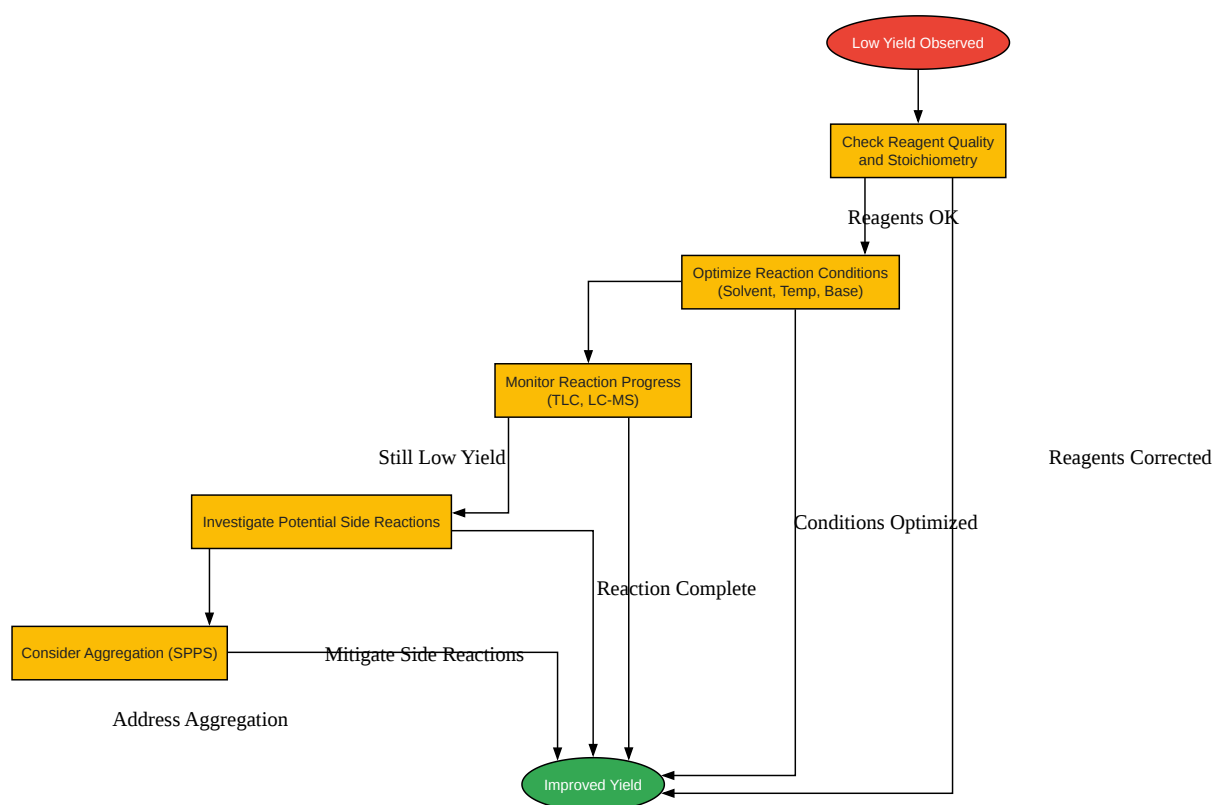 Low Yield Observed
Check Reagent Quality
and Stoichiometry
Reagents OK
Optimize Reaction Conditions
(Solvent, Temp, Base)
Monitor Reaction Progress
(TLC, LC-MS)
Still Low Yield
Reagents Corrected
Investigate Potential Side Reactions
Conditions Optimized
Reaction Complete
Consider Aggregation (SPPS)
Mitigate Side Reactions
Address Aggregation
Improved Yield